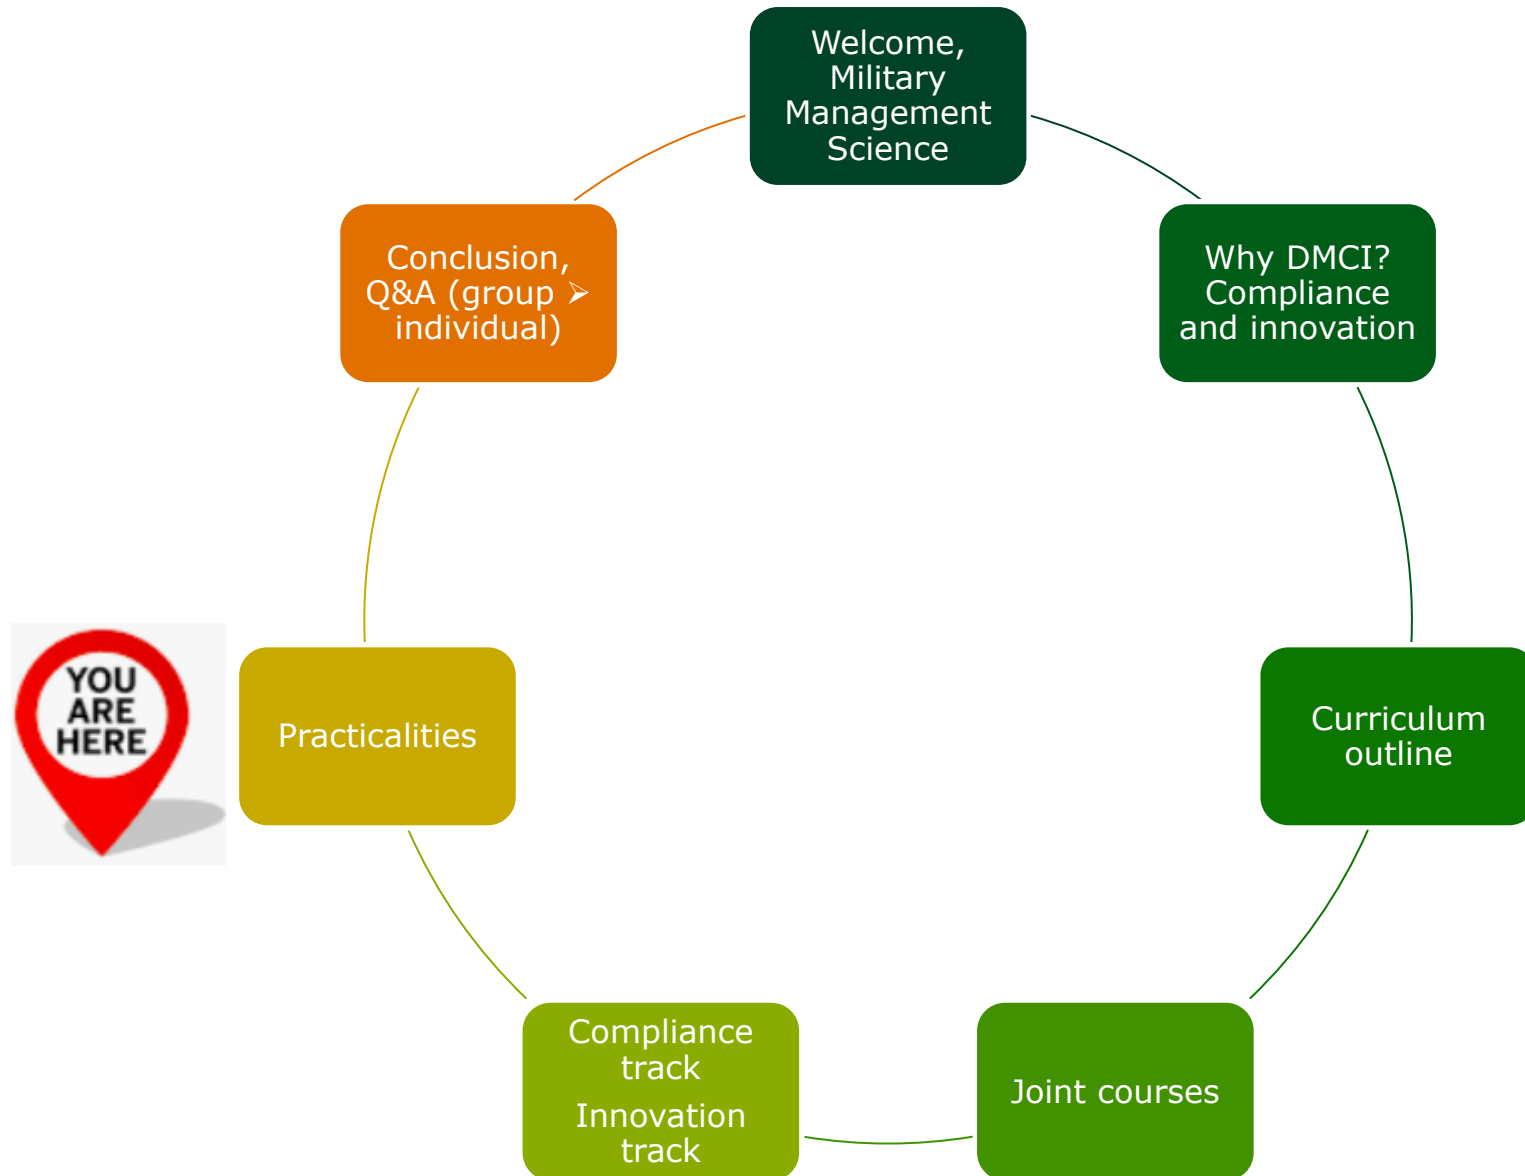 Welcome,
Military
Management
Science
Why DMCI?
Compliance
and innovation
Curriculum
outline
Joint courses
Compliance
track
Innovation
track
Practicalities
YOU
ARE
HERE
Conclusion,
Q&A (group ➢
individual)